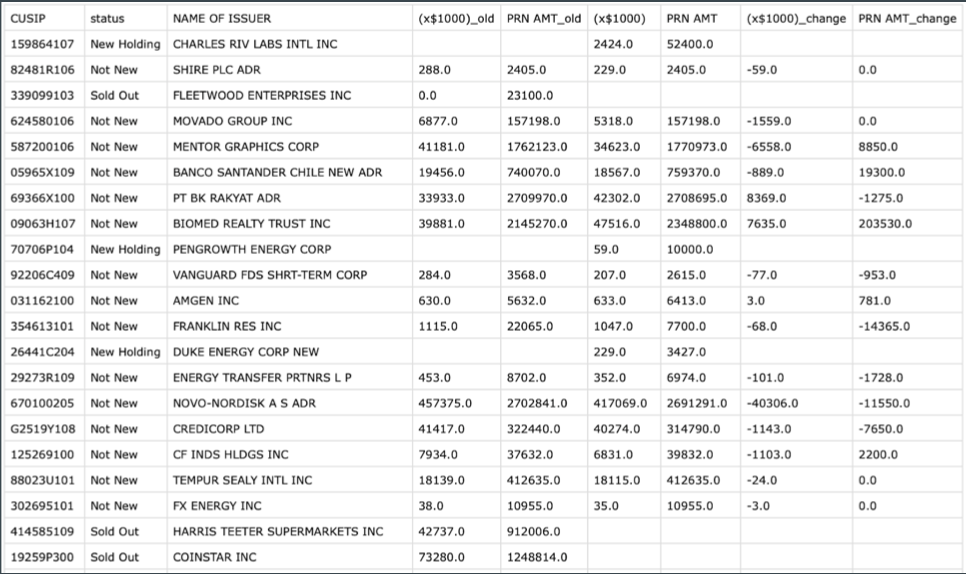 CUSIP status NAME OF ISSUER (x$1000)_old PRN AMT_old (x$1000) PRN AMT (x$1000)_change PRN AMT_change
159864107 New Holding CHARLES RIV LABS INTL INC 2424.0 52400.0
82481R106 Not New SHIRE PLC ADR 288.0 2405.0 229.0 2405.0 -59.0 0.0
339099103 Sold Out FLEETWOOD ENTERPRISES INC 0.0 23100.0
624580106 Not New MOVADO GROUP INC 6877.0 157198.0 5318.0 157198.0 -1559.0 0.0
587200106 Not New MENTOR GRAPHICS CORP 41181.0 1762123.0 34623.0 1770973.0 -6558.0 8850.0
05965X109 Not New BANCO SANTANDER CHILE NEW ADR 19456.0 740070.0 18567.0 759370.0 -889.0 19300.0
69366X100 Not New PT BK RAKYAT ADR 33933.0 2709970.0 42302.0 2708695.0 8369.0 -1275.0
09063H107 Not New BIOMED REALTY TRUST INC 39881.0 2145270.0 47516.0 2348800.0 7635.0 203530.0
70706P104 New Holding PENGROWTH ENERGY CORP 59.0 10000.0
92206C409 Not New VANGUARD FDS SHRT-TERM CORP 284.0 3568.0 207.0 2615.0 -77.0 -953.0
031162100 Not New AMGEN INC 630.0 5632.0 633.0 6413.0 3.0 781.0
354613101 Not New FRANKLIN RES INC 1115.0 22065.0 1047.0 7700.0 -68.0 -14365.0
26441C204 New Holding DUKE ENERGY CORP NEW 229.0 3427.0
29273R109 Not New ENERGY TRANSFER PRTNRS L P 453.0 8702.0 352.0 6974.0 -101.0 -1728.0
670100205 Not New NOVO-NORDISK A S ADR 457375.0 2702841.0 417069.0 2691291.0 -40306.0 -11550.0
G2519Y108 Not New CREDICORP LTD 41417.0 322440.0 40274.0 314790.0 -1143.0 -7650.0
125269100 Not New CF INDS HLDGS INC 7934.0 37632.0 6831.0 39832.0 -1103.0 2200.0
88023U101 Not New TEMPUR SEALY INTL INC 18139.0 412635.0 18115.0 412635.0 -24.0 0.0
302695101 Not New FX ENERGY INC 38.0 10955.0 35.0 10955.0 -3.0 0.0
414585109 Sold Out HARRIS TEETER SUPERMARKETS INC 42737.0 912006.0
19259P300 Sold Out COINSTAR INC 73280.0 1248814.0